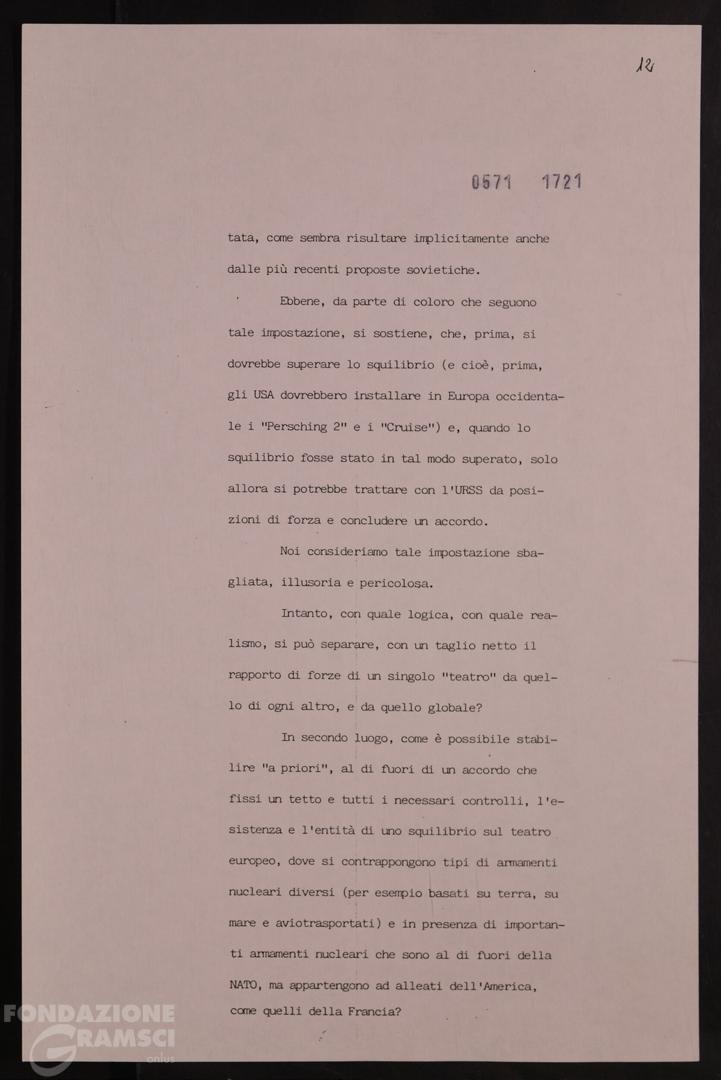 12
0571 1721
tata, come sembra risultare implicitamente anche
dalle più recenti proposte sovietiche.
Ebbene, da parte di coloro che seguono
tale impostazione, si sostiene, che, prima, si
dovrebbe superare lo squilibrio (e cioè, prima,
gli USA dovrebbero installare in Europa occidenta-
le i "Persching 2" e i "Cruise") e, quando lo
squilibrio fosse stato in tal modo superato, solo
allora si potrebbe trattare con l'URSS da posi-
zioni di forza e concludere un accordo.
Noi consideriamo tale impostazione sba-
gliata, illusoria e pericolosa.
Intanto, con quale logica, con quale rea-
lismo, si può separare, con un taglio netto il
rapporto di forze di un singolo "teatro" da quel-
lo di ogni altro, e da quello globale?
In secondo luogo, come è possibile stabi-
lire "a priori", al di fuori di un accordo che
fissi un tetto e tutti i necessari controlli, l'e-
sistenza e l'entità di uno squilibrio sul teatro
europeo, dove si contrappongono tipi di armamenti
nucleari diversi (per esempio basati su terra, su
mare e aviotrasportati) e in presenza di importan-
ti armamenti nucleari che sono al di fuori della
NATO, ma appartengono ad alleati dell'America,
come quelli della Francia?
FONDAZIONE
GRAMSCI
onlus